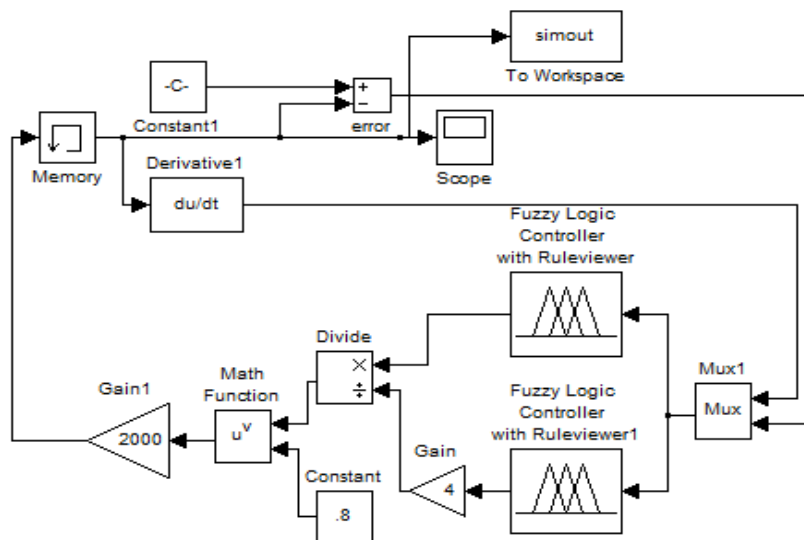 simout
To Workspace
-C-
+
−
Constant1
error
Memory
Scope
Derivative1
du/dt
Fuzzy Logic
Controller
with Ruleviewer
Divide
×
÷
Mux1
Mux
Gain1
2000
Math
Function
uv
Fuzzy Logic
Controller
with Ruleviewer1
Gain
4
Constant
.8